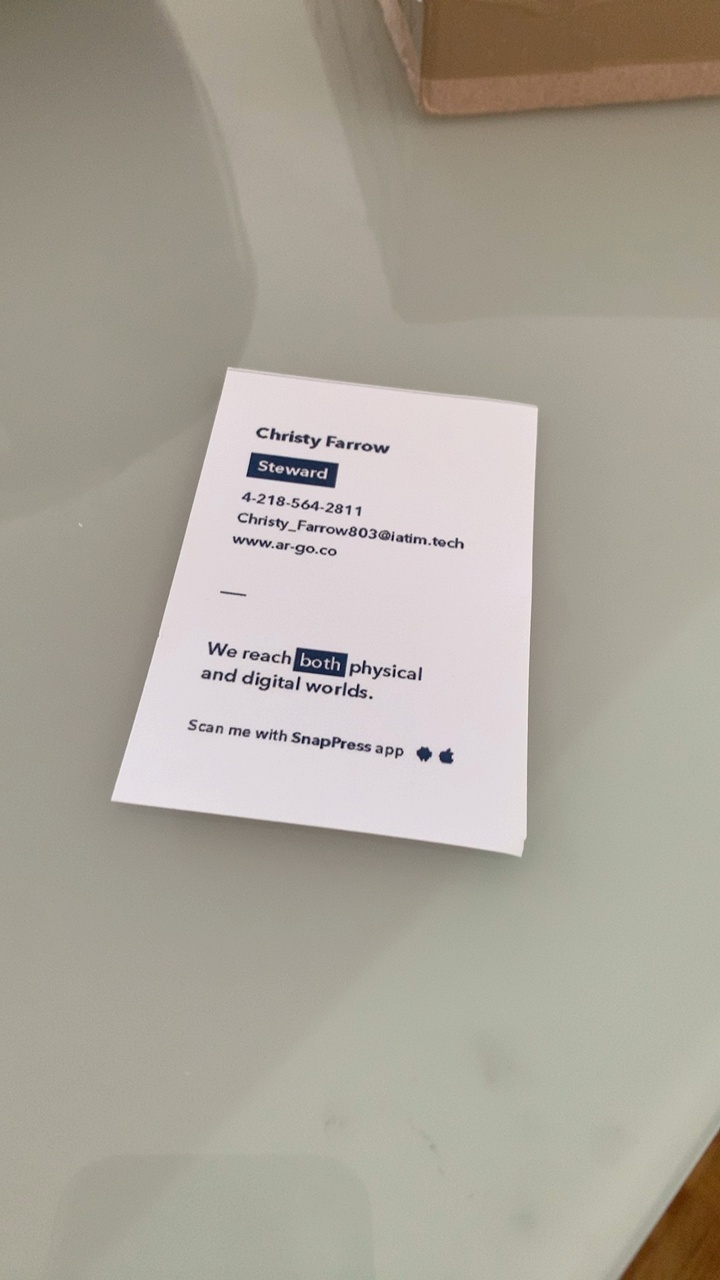 Christy Farrow
Steward
4-218-564-2811
Christy_Farrow803@iatim.tech
www.ar-go.co
—
We reach both physical
and digital worlds.
Scan me with SnapPress app